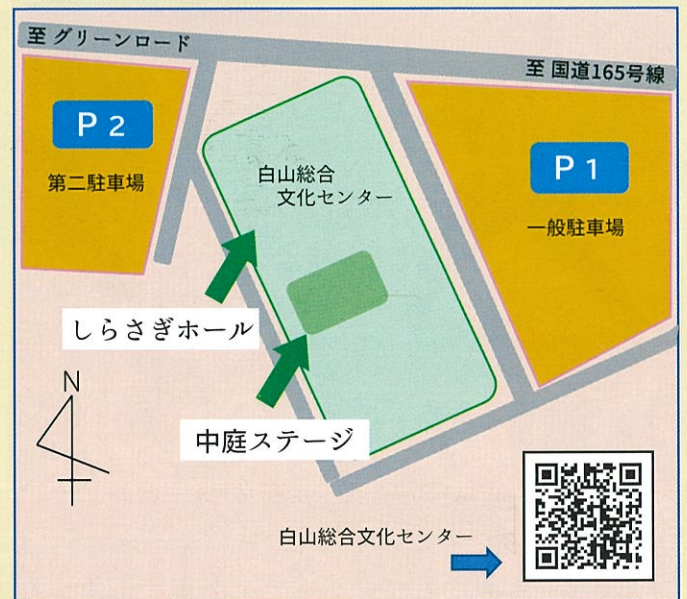 至 グリーンロード
至 国道165号線
P 2
第二駐車場
白山総合
文化センター
P 1
一般駐車場
しらさぎホール
N
中庭ステージ
白山総合文化センター